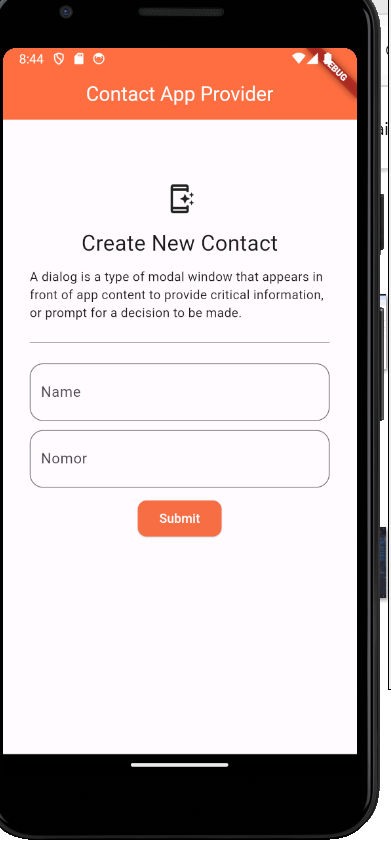 8:44
DEBUG
Contact App Provider
Create New Contact
A dialog is a type of modal window that appears in
front of app content to provide critical information,
or prompt for a decision to be made.
Name
Nomor
Submit